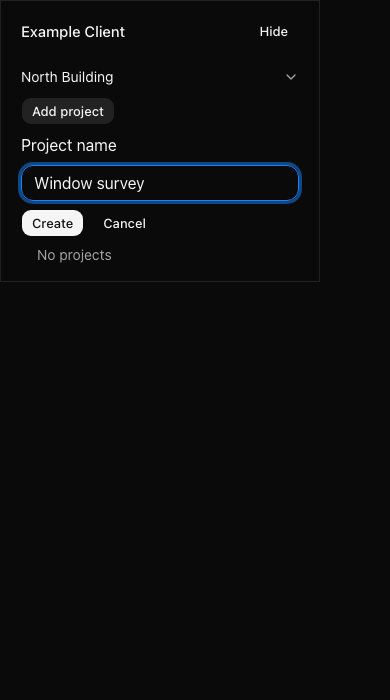 Example Client
Hide
North Building
Add project
Project name
Window survey
Create
Cancel
No projects